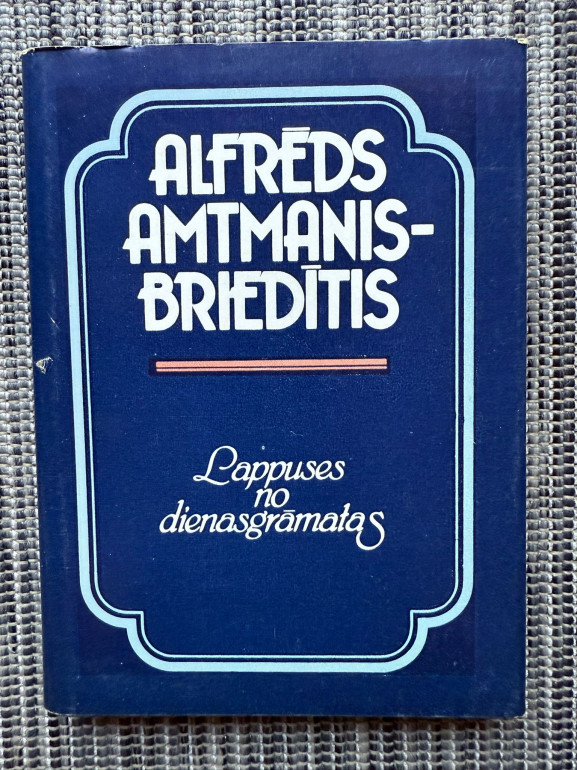 ALFRĒDS
AMTMANIS-
BRIEDĪTIS
Lappuses
no
dienasgrāmatas